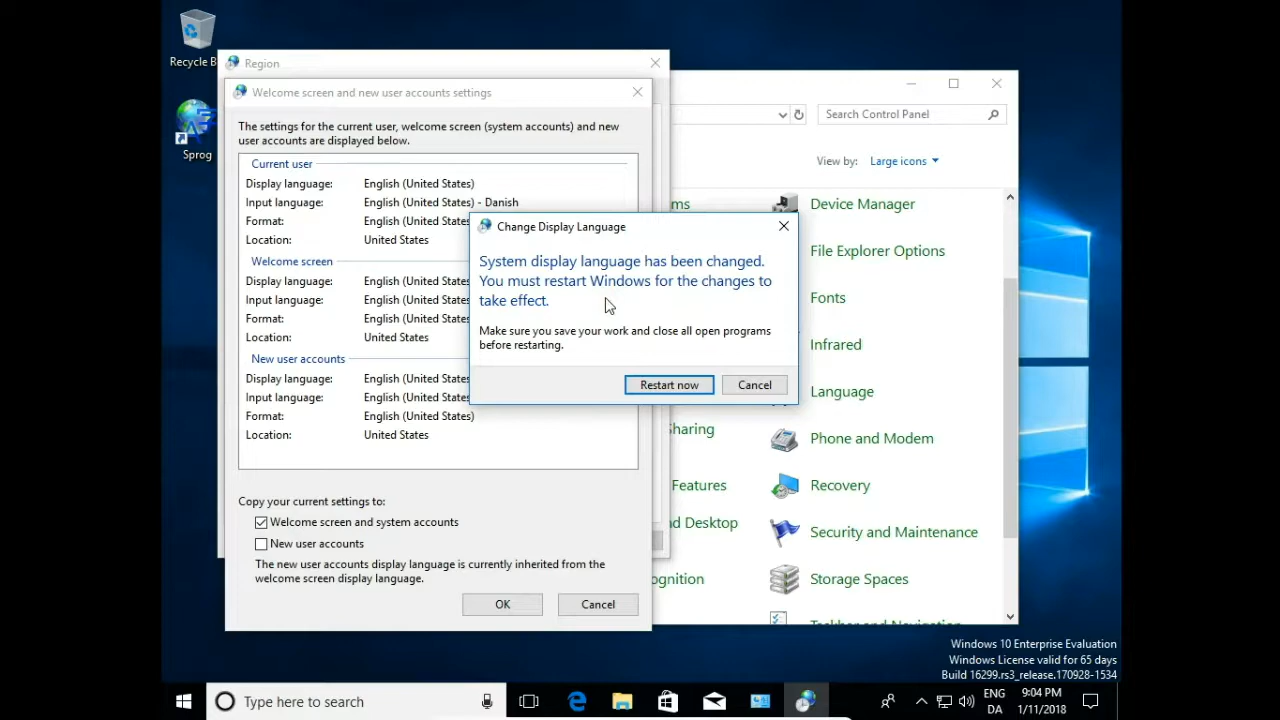 Recycle B
Sprog
Region
Welcome screen and new user accounts settings
The settings for the current user, welcome screen (system accounts) and new
user accounts are displayed below.
Current user
Display language: English (United States)
Input language: English (United States) - Danish
Format: English (United States)
Location: United States
Welcome screen
Display language: English (United States)
Input language: English (United States)
Format: English (United States)
Location: United States
New user accounts
Display language: English (United States)
Input language: English (United States)
Format: English (United States)
Location: United States
Copy your current settings to:
Welcome screen and system accounts
New user accounts
The new user accounts display language is currently inherited from the
welcome screen display language.
OK Cancel
Change Display Language
System display language has been changed.
You must restart Windows for the changes to
take effect.
Make sure you save your work and close all open programs
before restarting.
Restart now Cancel
Search Control Panel
View by: Large icons
ms
Device Manager
File Explorer Options
Fonts
Infrared
Language
haring
Phone and Modem
Features
Recovery
nd Desktop
Security and Maintenance
ognition
Storage Spaces
Taskbar and Navigation
Windows 10 Enterprise Evaluation
Windows License valid for 65 days
Build 16299.rs3_release.170928-1534
Type here to search
ENG
DA
9:04 PM
1/11/2018